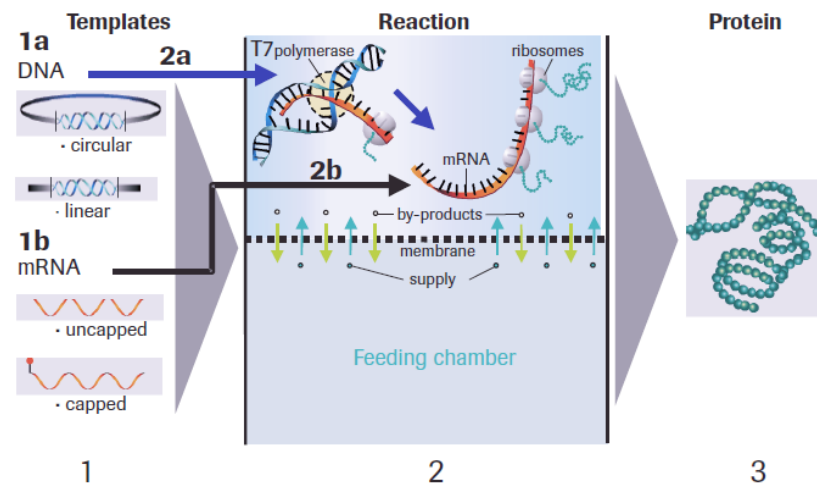 Templates
Reaction
Protein
1a
DNA
2a
· circular
· linear
1b
mRNA
· uncapped
· capped
T7 polymerase
ribosomes
2b
mRNA
by-products
membrane
supply
Feeding chamber
1
2
3